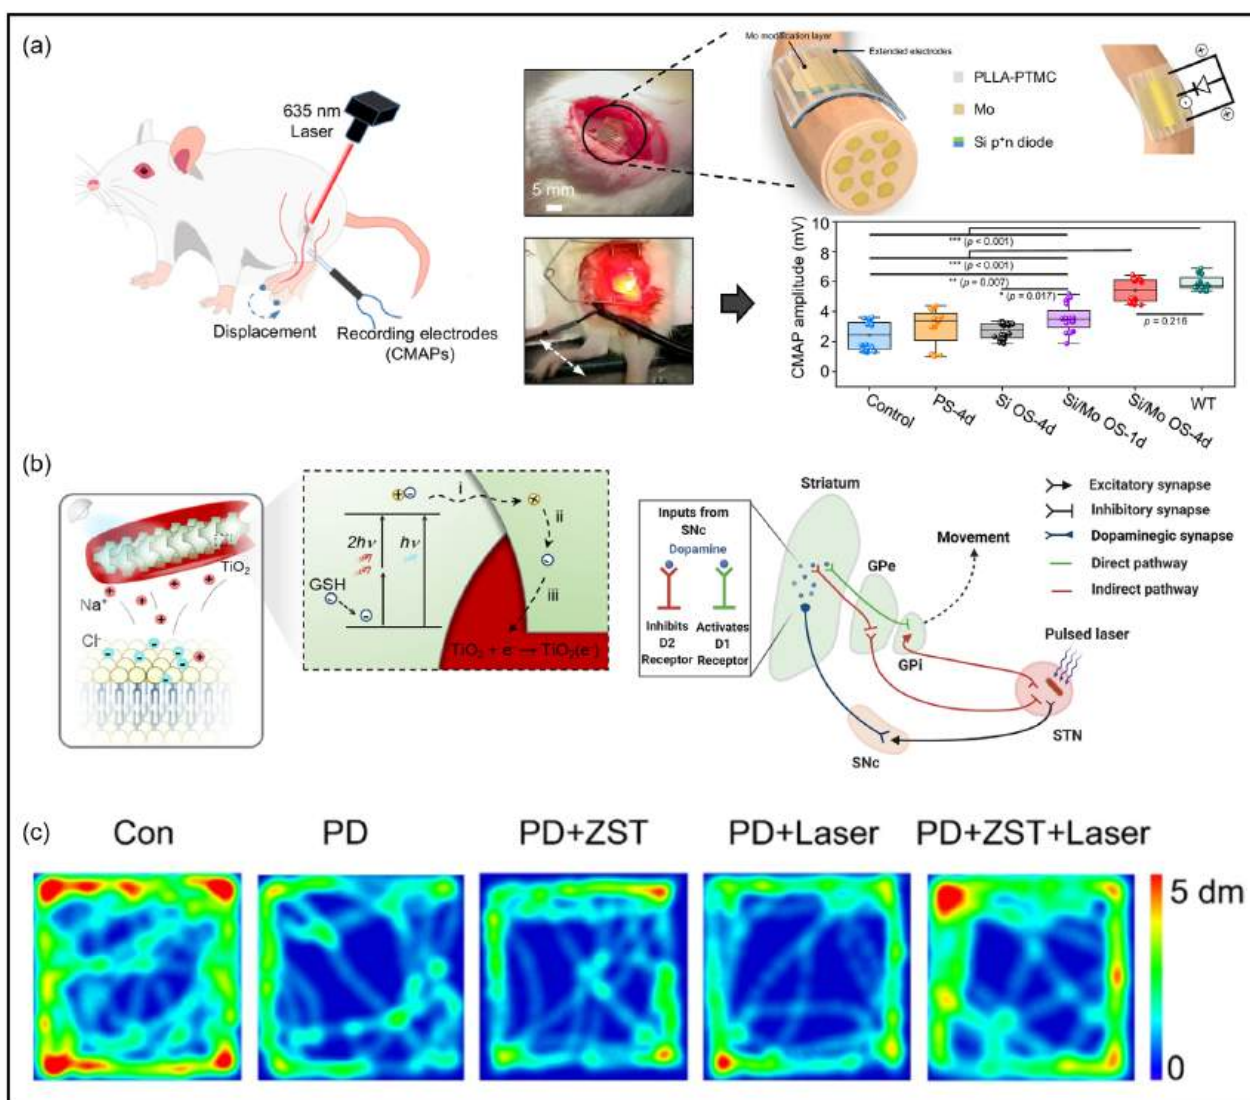 (a)
635 nm
Laser
Displacement
Recording electrodes
(CMAPs)
5 mm
Mo modification layer
Extended electrodes
PLLA-PTMC
Mo
Si p⁺n diode
CMAP amplitude (mV)
10
8
6
4
2
0
*** (p < 0.001)
*** (p < 0.001)
** (p = 0.007)
* (p = 0.017)
p = 0.216
Control
PS-4d
Si OS-4d
Si/Mo OS-1d
Si/Mo OS-4d
WT
(b)
TiO₂
Na⁺
Cl⁻
i
ii
iii
2hν
hν
GSH
TiO₂ + e⁻ → TiO₂(e⁻)
Inputs from
SNc
Dopamine
Inhibits
D2
Receptor
Activates
D1
Receptor
Striatum
GPe
GPi
Movement
SNc
STN
Pulsed laser
Excitatory synapse
Inhibitory synapse
Dopaminegic synapse
Direct pathway
Indirect pathway
(c)
Con
PD
PD+ZST
PD+Laser
PD+ZST+Laser
5 dm
0